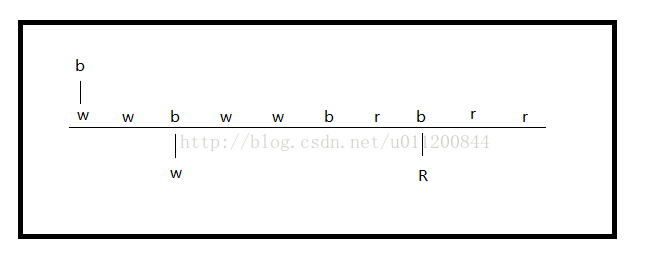 b
w w b w w b r b r r
http://blog.csdn.net/u011200844
w R